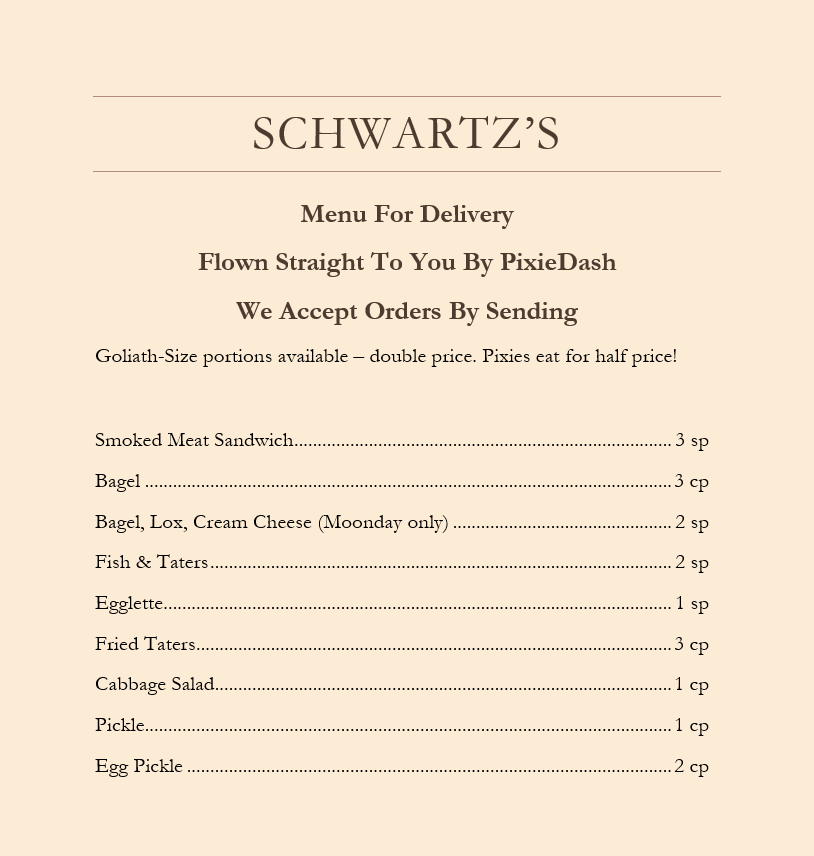 SCHWARTZ’S
Menu For Delivery
Flown Straight To You By PixieDash
We Accept Orders By Sending
Goliath-Size portions available – double price. Pixies eat for half price!
Smoked Meat Sandwich 3 sp
Bagel 3 cp
Bagel, Lox, Cream Cheese (Moonday only) 2 sp
Fish & Taters 2 sp
Egglette 1 sp
Fried Taters 3 cp
Cabbage Salad 1 cp
Pickle 1 cp
Egg Pickle 2 cp